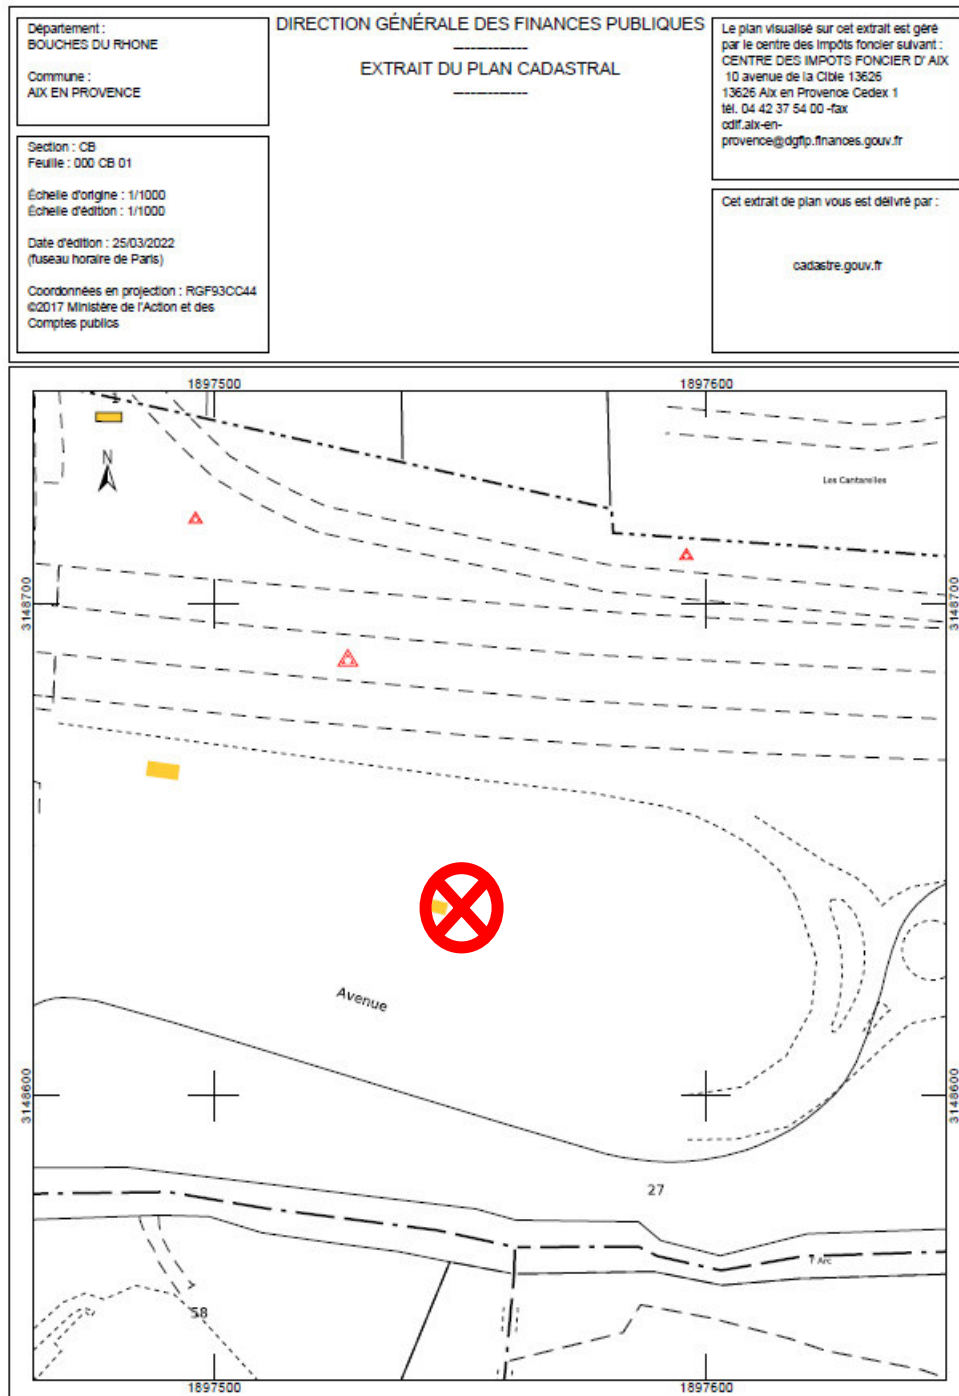 Département :
BOUCHES DU RHONE
Commune :
AIX EN PROVENCE
Section : CB
Feuille : 000 CB 01
Échelle d'origine : 1/1000
Échelle d'édition : 1/1000
Date d'édition : 25/03/2022
(fuseau horaire de Paris)
Coordonnées en projection : RGF93CC44
©2017 Ministère de l'Action et des
Comptes publics
DIRECTION GÉNÉRALE DES FINANCES PUBLIQUES
-------------
EXTRAIT DU PLAN CADASTRAL
-------------
Le plan visualisé sur cet extrait est géré
par le centre des impôts foncier suivant :
CENTRE DES IMPOTS FONCIER D' AIX
10 avenue de la Cible 13626
13626 Aix en Provence Cedex 1
tél. 04 42 37 54 00 -fax
cdif.aix-en-
provence@dgfip.finances.gouv.fr
Cet extrait de plan vous est délivré par :
cadastre.gouv.fr
1897500
1897600
N
Les Cantarelles
3148700
3148700
Avenue
3148600
3148600
27
l' Arc
58
1897500
1897600